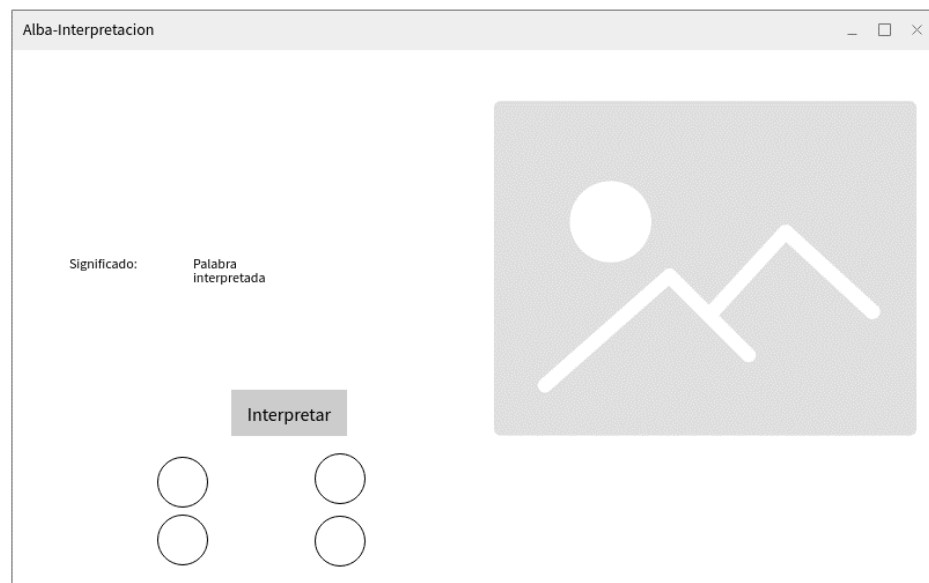 Alba-Interpretacion
Significado:
Palabra
interpretada
Interpretar